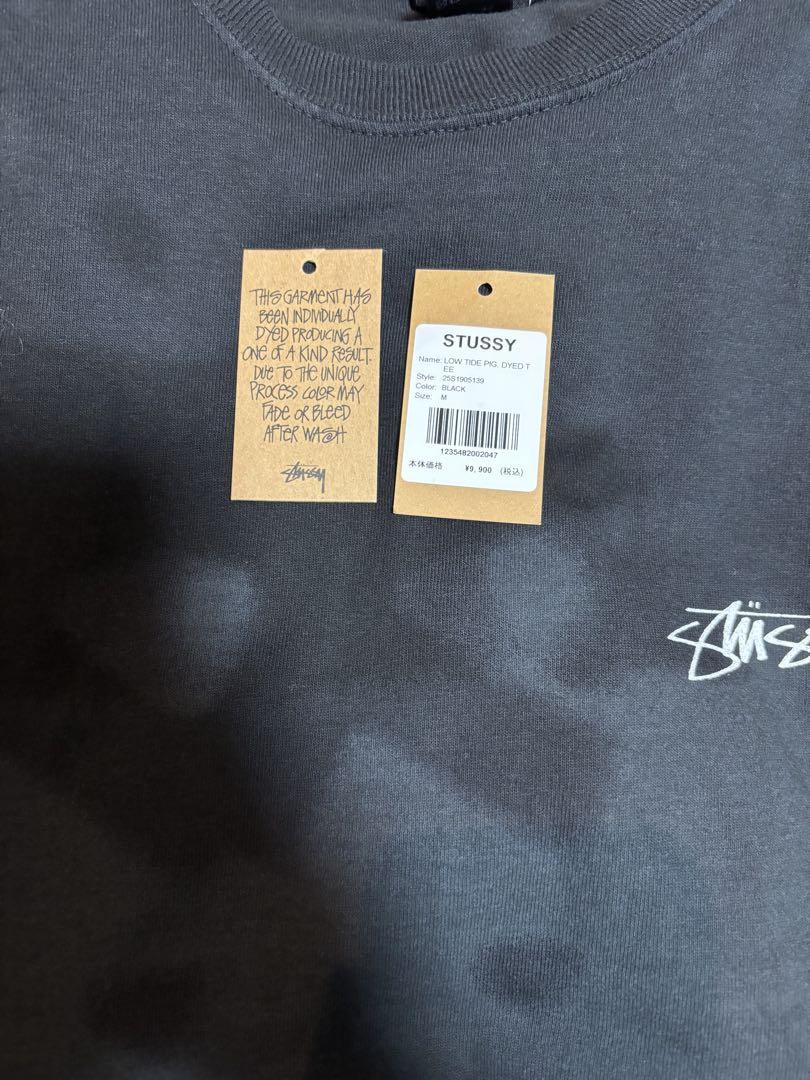 THIS GARMENT HAS
BEEN INDIVIDUALLY
DYED PRODUCING A
ONE OF A KIND RESULT.
DUE TO THE UNIQUE
PROCESS COLOR MAY
FADE OR BLEED
AFTER WASH
STÜSSY
STUSSY
Name: LOW TIDE PIG. DYED T
EE
Style: 25S1905139
Color: BLACK
Size: M
1235482002047
本体価格 ¥9,900 (税込)
STÜSS